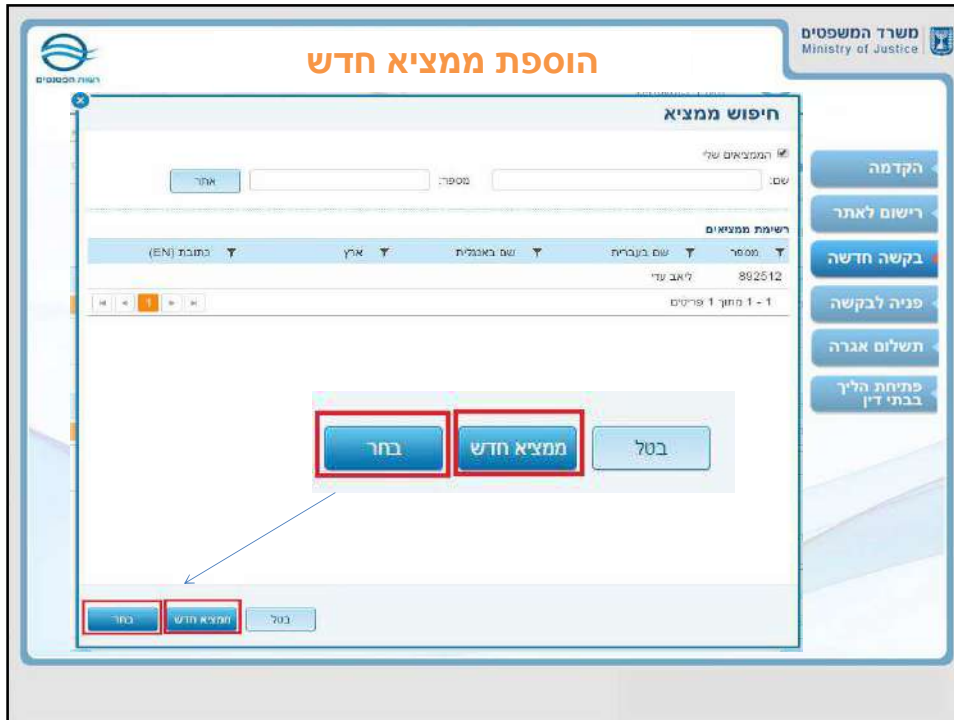 משרד המשפטים
Ministry of Justice
רשות הפטנטים
הוספת ממציא חדש
חיפוש ממציא
הממציאים שלי
שם: מספר: אתר
רשימת ממציאים
מספר שם בעברית שם באנגלית ארץ כתובת (EN)
892512 ליאב עדי
1 - 1 מתוך 1 פריטים 1
בטל ממציא חדש בחר
בטל ממציא חדש בחר
הקדמה
רישום לאתר
בקשה חדשה
פניה לבקשה
תשלום אגרה
פתיחת הליך
בבתי דין